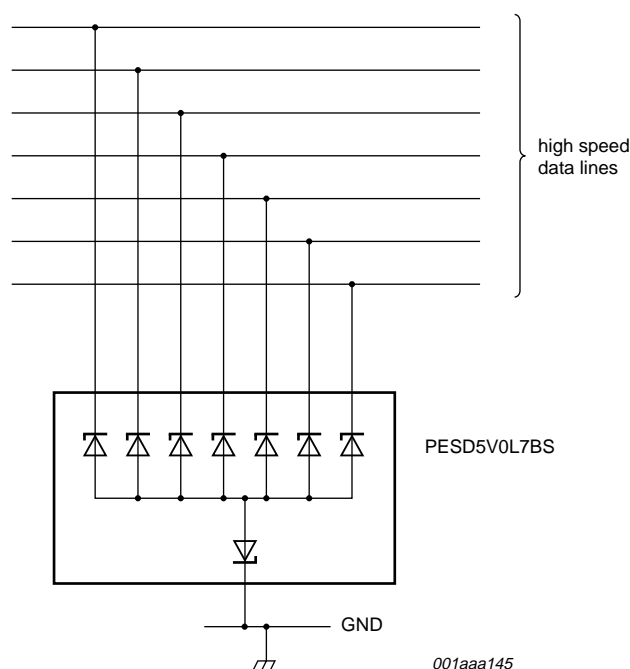 high speed
data lines
PESD5V0L7BS
GND
001aaa145